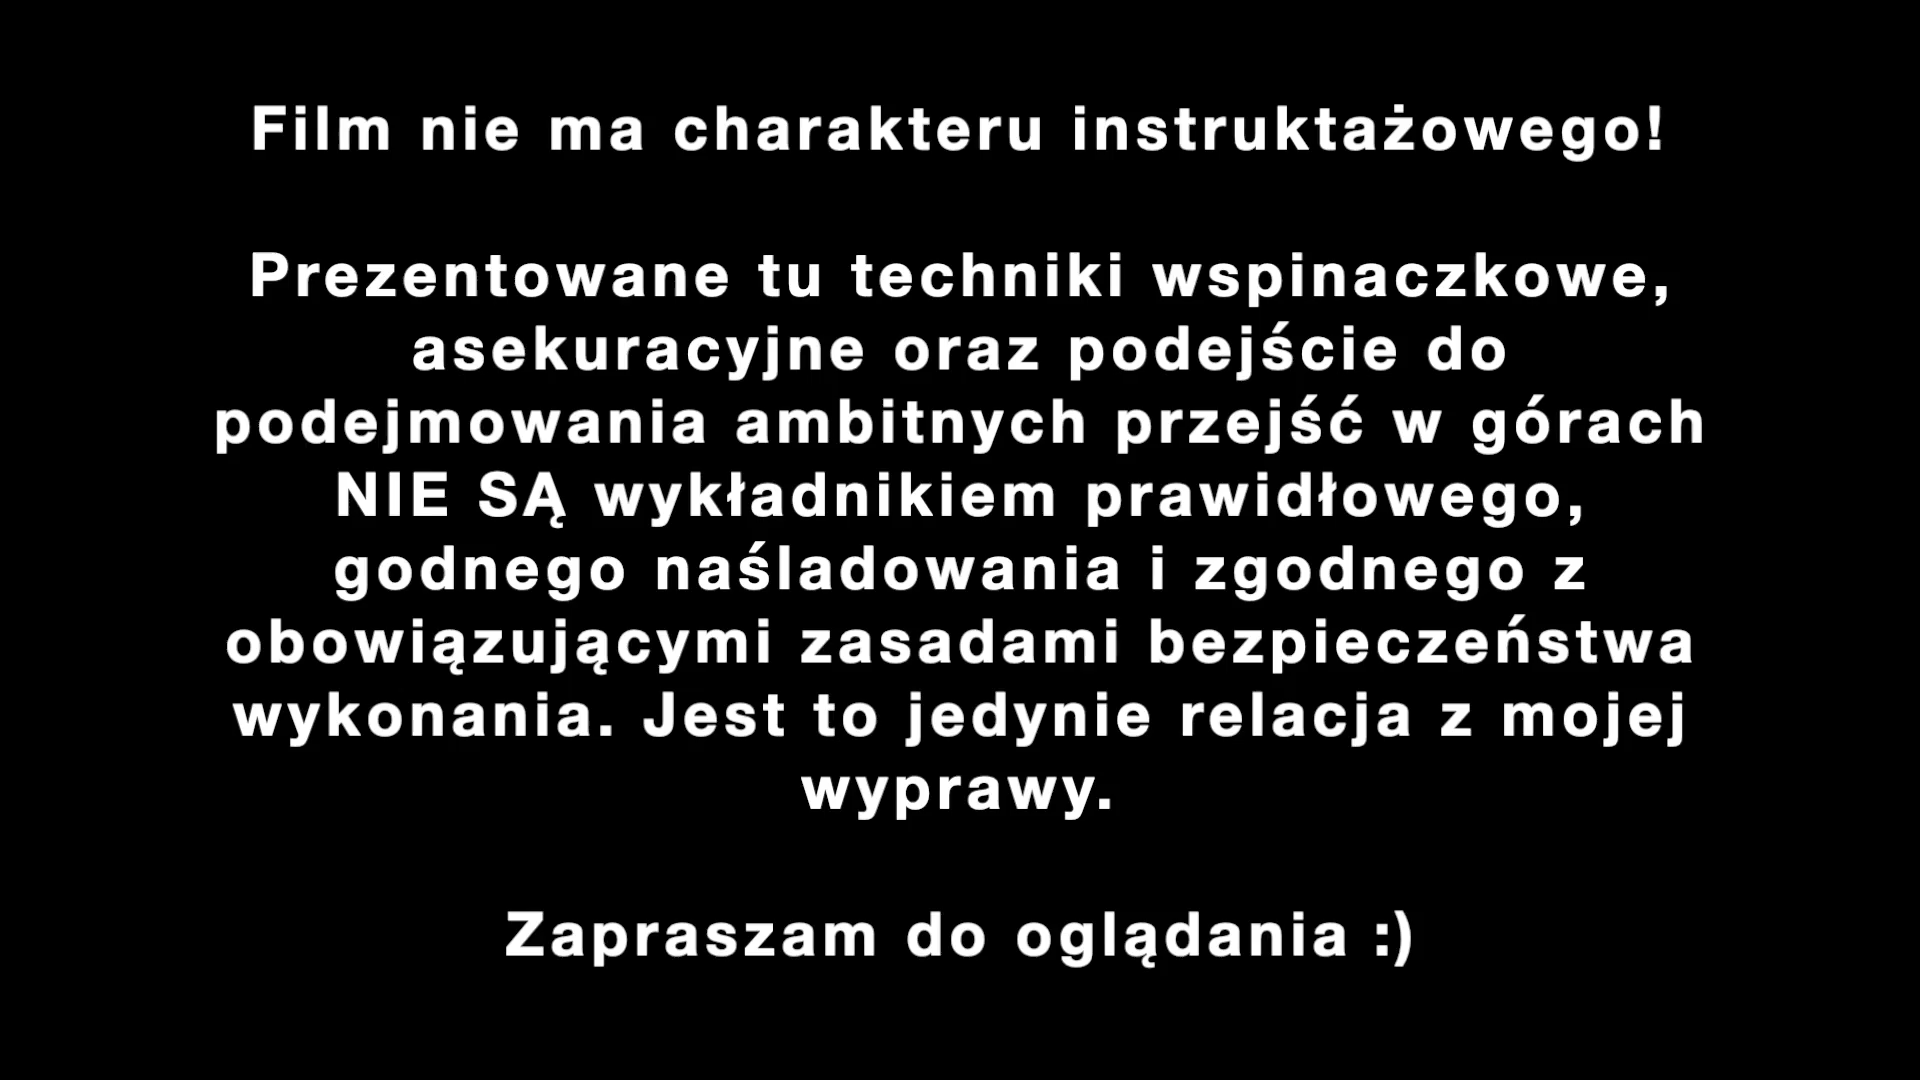 Film nie ma charakteru instruktażowego!
Prezentowane tu techniki wspinaczkowe,
asekuracyjne oraz podejście do
podejmowania ambitnych przejść w górach
NIE SĄ wykładnikiem prawidłowego,
godnego naśladowania i zgodnego z
obowiązującymi zasadami bezpieczeństwa
wykonania. Jest to jedynie relacja z mojej
wyprawy.
Zapraszam do oglądania :)